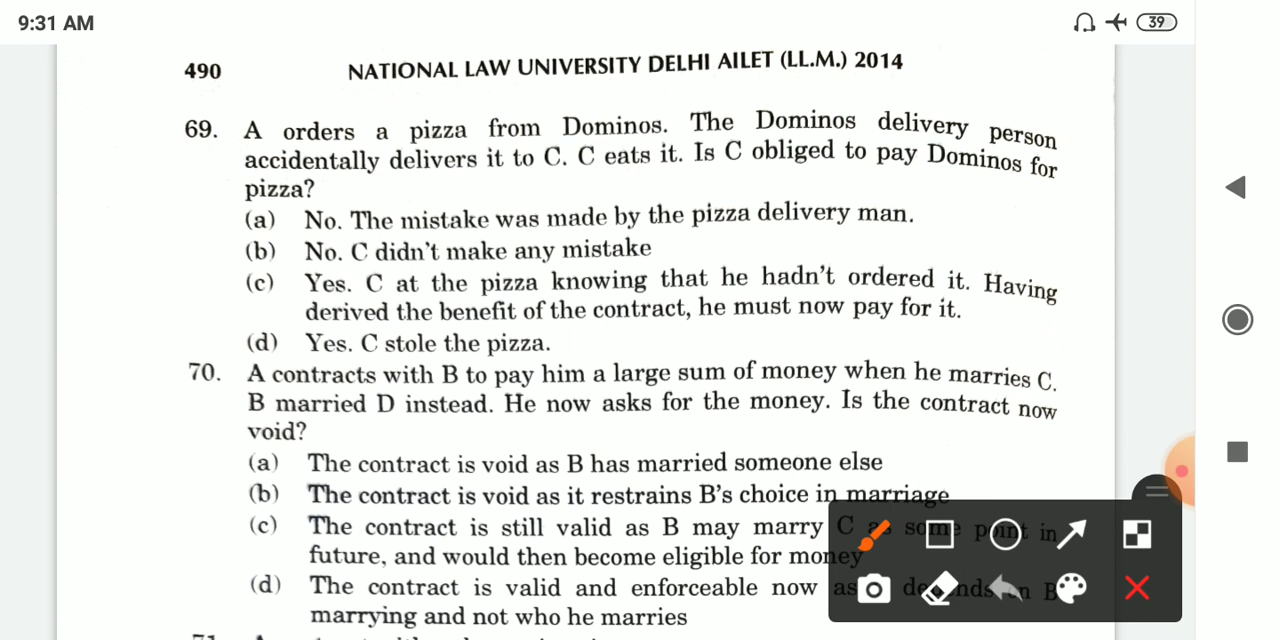 9:31 AM
39
490 NATIONAL LAW UNIVERSITY DELHI AILET (LL.M.) 2014
69. A orders a pizza from Dominos. The Dominos delivery person
accidentally delivers it to C. C eats it. Is C obliged to pay Dominos for
pizza?
(a) No. The mistake was made by the pizza delivery man.
(b) No. C didn't make any mistake
(c) Yes. C at the pizza knowing that he hadn't ordered it. Having
derived the benefit of the contract, he must now pay for it.
(d) Yes. C stole the pizza.
70. A contracts with B to pay him a large sum of money when he marries C.
B married D instead. He now asks for the money. Is the contract now
void?
(a) The contract is void as B has married someone else
(b) The contract is void as it restrains B's choice in marriage
(c) The contract is still valid as B may marry C as some point in
future, and would then become eligible for money
(d) The contract is valid and enforceable now as B
marrying and not who he marries
71.